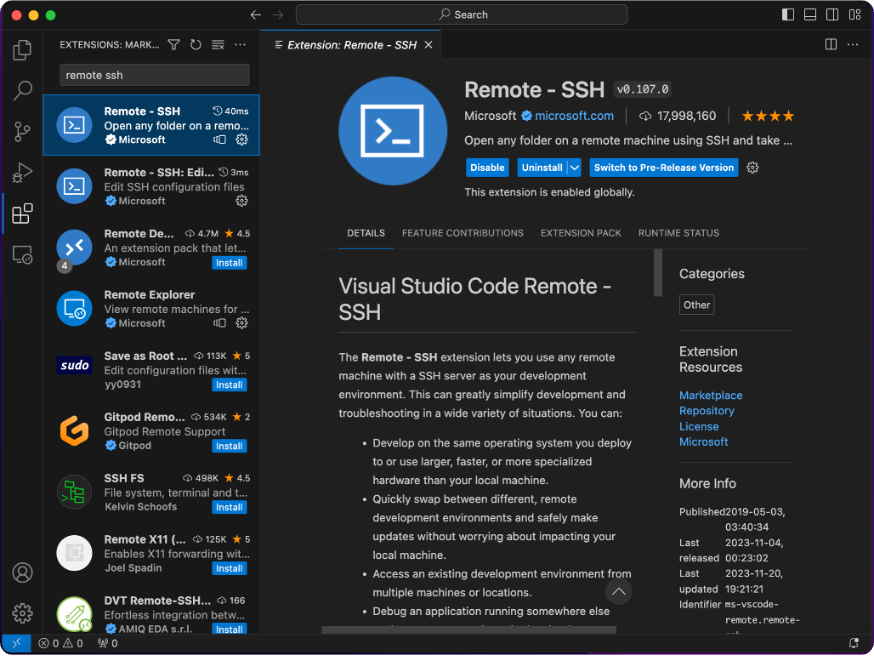 Search
EXTENSIONS: MARK...
remote ssh
Remote - SSH 40ms
Open any folder on a remo...
Microsoft
Remote - SSH: Edi... 3ms
Edit SSH configuration files
Microsoft
Remote De... 4.7M ★ 4.5
An extension pack that let...
4
Microsoft Install
Remote Explorer
View remote machines for ...
Microsoft
Save as Root ... 113K ★ 5
sudo
Edit configuration files wit...
yy0931 Install
Gitpod Remo... 534K ★ 2
Gitpod Remote Support
Gitpod Install
SSH FS 498K ★ 4.5
File system, terminal and t...
Kelvin Schoofs Install
Remote X11 (... 125K ★ 5
Enables X11 forwarding wit...
Joel Spadin Install
DVT Remote-SSH... 166
Effortless integration betw...
AMIQ EDA s.r.l. Install
Extension: Remote - SSH
Remote - SSH v0.107.0
Microsoft microsoft.com 17,998,160 ★★★★
Open any folder on a remote machine using SSH and take ...
Disable Uninstall Switch to Pre-Release Version
This extension is enabled globally.
DETAILS FEATURE CONTRIBUTIONS EXTENSION PACK RUNTIME STATUS
Visual Studio Code Remote -
SSH
The Remote - SSH extension lets you use any remote
machine with a SSH server as your development
environment. This can greatly simplify development and
troubleshooting in a wide variety of situations. You can:
• Develop on the same operating system you deploy
to or use larger, faster, or more specialized
hardware than your local machine.
• Quickly swap between different, remote
development environments and safely make
updates without worrying about impacting your
local machine.
• Access an existing development environment from
multiple machines or locations.
• Debug an application running somewhere else
Categories
Other
Extension
Resources
Marketplace
Repository
License
Microsoft
More Info
Published 2019-05-03,
03:40:34
Last 2023-11-04,
released 00:23:02
Last 2023-11-20,
updated 19:21:21
Identifier ms-vscode-
remote.remote-
0 0 0